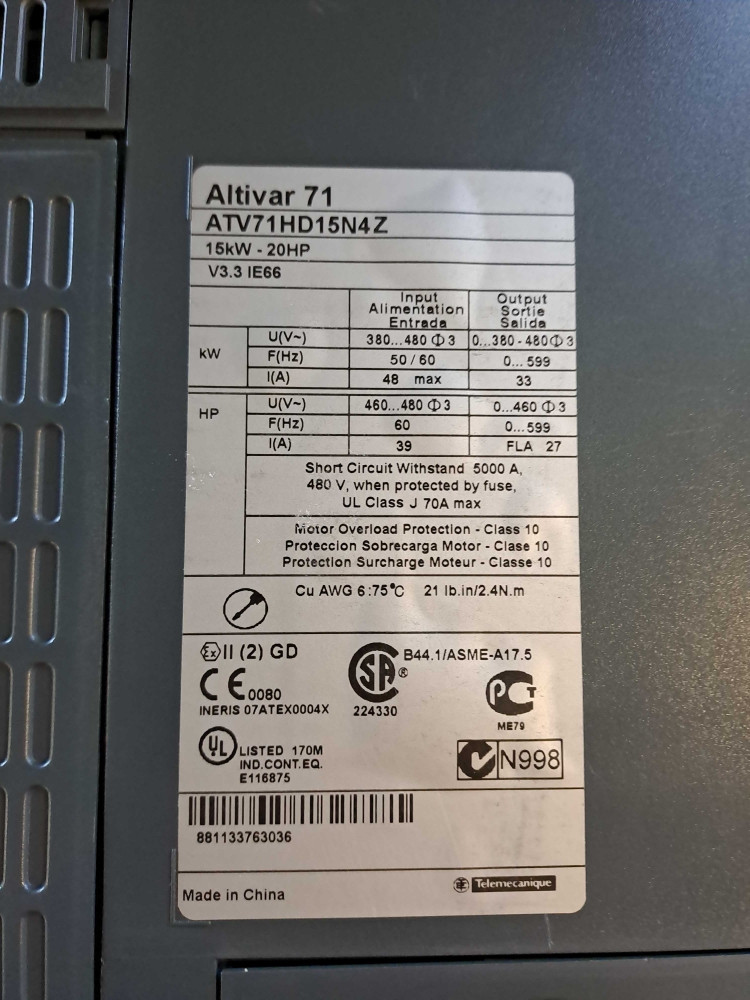 Altivar 71
ATV71HD15N4Z
15kW - 20HP
V3.3 IE66
Input Output
Alimentation Sortie
Entrada Salida
kW U(V~) 380...480 Φ 3 0...380 - 480Φ 3
F(Hz) 50 / 60 0... 599
I(A) 48 max 33
HP U(V~) 460...480 Φ 3 0...460 Φ 3
F(Hz) 60 0...599
I(A) 39 FLA 27
Short Circuit Withstand 5000 A,
480 V, when protected by fuse,
UL Class J 70A max
Motor Overload Protection - Class 10
Proteccion Sobrecarga Motor - Clase 10
Protection Surcharge Moteur - Classe 10
Cu AWG 6 :75°C 21 lb.in/2.4N.m
Ex II (2) GD
CE 0080
INERIS 07ATEX0004X
SA ®
224330
B44.1/ASME-A17.5
РСТ
ME79
UL LISTED 170M
IND.CONT.EQ.
E116875
N998
881133763036
Made in China
Telemecanique